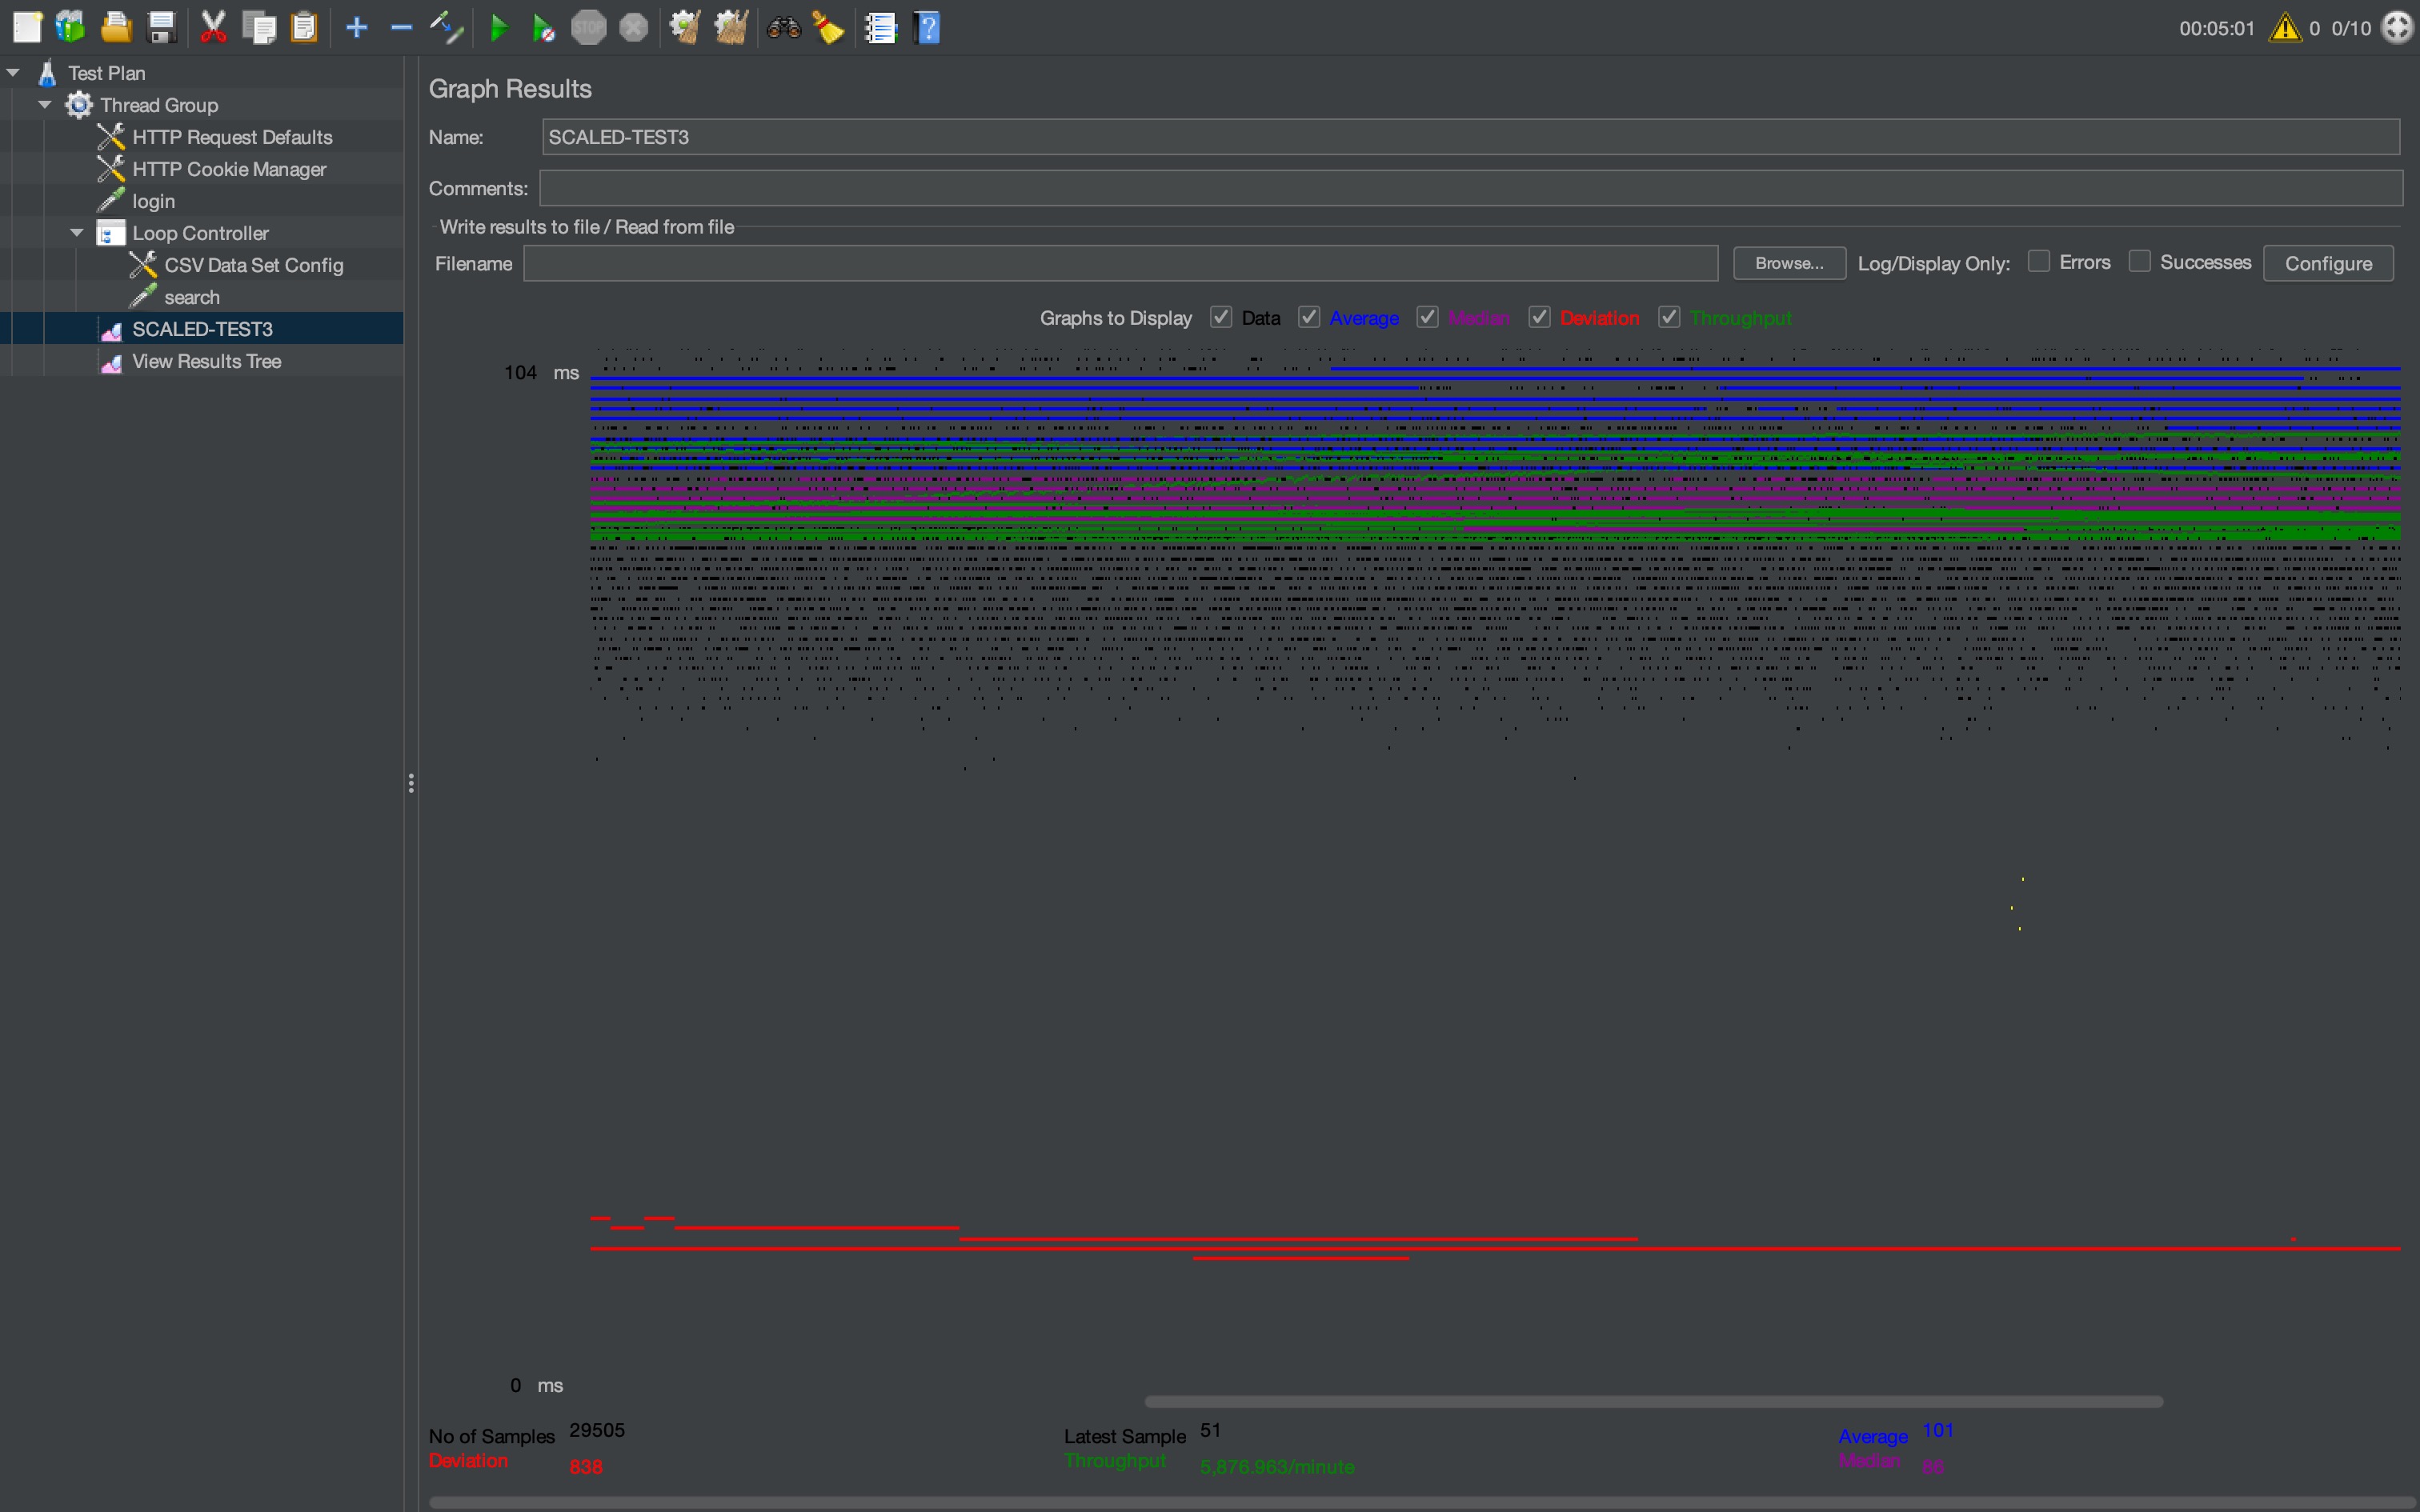 STOP
00:05:01 0 0/10
Test Plan
Thread Group
HTTP Request Defaults
HTTP Cookie Manager
login
Loop Controller
CSV Data Set Config
search
SCALED-TEST3
View Results Tree
Graph Results
Name: SCALED-TEST3
Comments:
Write results to file / Read from file
Filename Browse... Log/Display Only: Errors Successes Configure
Graphs to Display Data Average Median Deviation Throughput
104 ms
0 ms
No of Samples 29505 Latest Sample 51 Average 101
Deviation 838 Throughput 5,876.963/minute Median 86